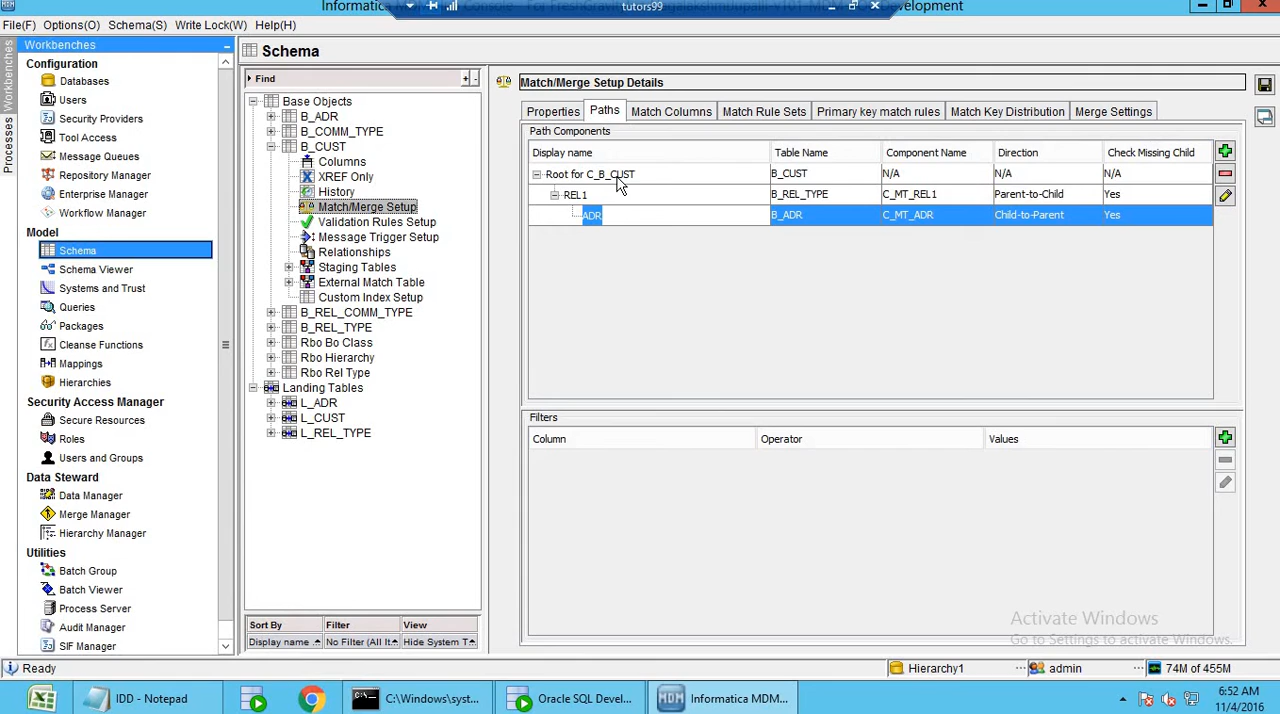 Informatica
tutors99
Development
File(F) Options(O) Schema(S) Write Lock(W) Help(H)
Workbenches
Processes
Workbenches
Configuration
Databases
Users
Security Providers
Tool Access
Message Queues
Repository Manager
Enterprise Manager
Workflow Manager
Model
Schema
Schema Viewer
Systems and Trust
Queries
Packages
Cleanse Functions
Mappings
Hierarchies
Security Access Manager
Secure Resources
Roles
Users and Groups
Data Steward
Data Manager
Merge Manager
Hierarchy Manager
Utilities
Batch Group
Batch Viewer
Process Server
Audit Manager
SIF Manager
Schema
Find
Base Objects
B_ADR
B_COMM_TYPE
B_CUST
Columns
XREF Only
History
Match/Merge Setup
Validation Rules Setup
Message Trigger Setup
Relationships
Staging Tables
External Match Table
Custom Index Setup
B_REL_COMM_TYPE
B_REL_TYPE
Rbo Bo Class
Rbo Hierarchy
Rbo Rel Type
Landing Tables
L_ADR
L_CUST
L_REL_TYPE
Sort By Filter View
Display name No Filter (All It Hide System T
Match/Merge Setup Details
Properties Paths Match Columns Match Rule Sets Primary key match rules Match Key Distribution Merge Settings
Path Components
Display name Table Name Component Name Direction Check Missing Child
Root for C_B_CUST B_CUST N/A N/A N/A
REL1 B_REL_TYPE C_MT_REL1 Parent-to-Child Yes
ADR B_ADR C_MT_ADR Child-to-Parent Yes
Filters
Column Operator Values
Activate Windows
Go to Settings to activate Windows.
Ready Hierarchy1 admin 74M of 455M
IDD - Notepad C:\Windows\syst... Oracle SQL Devel... Informatica MDM...
6:52 AM
11/4/2016